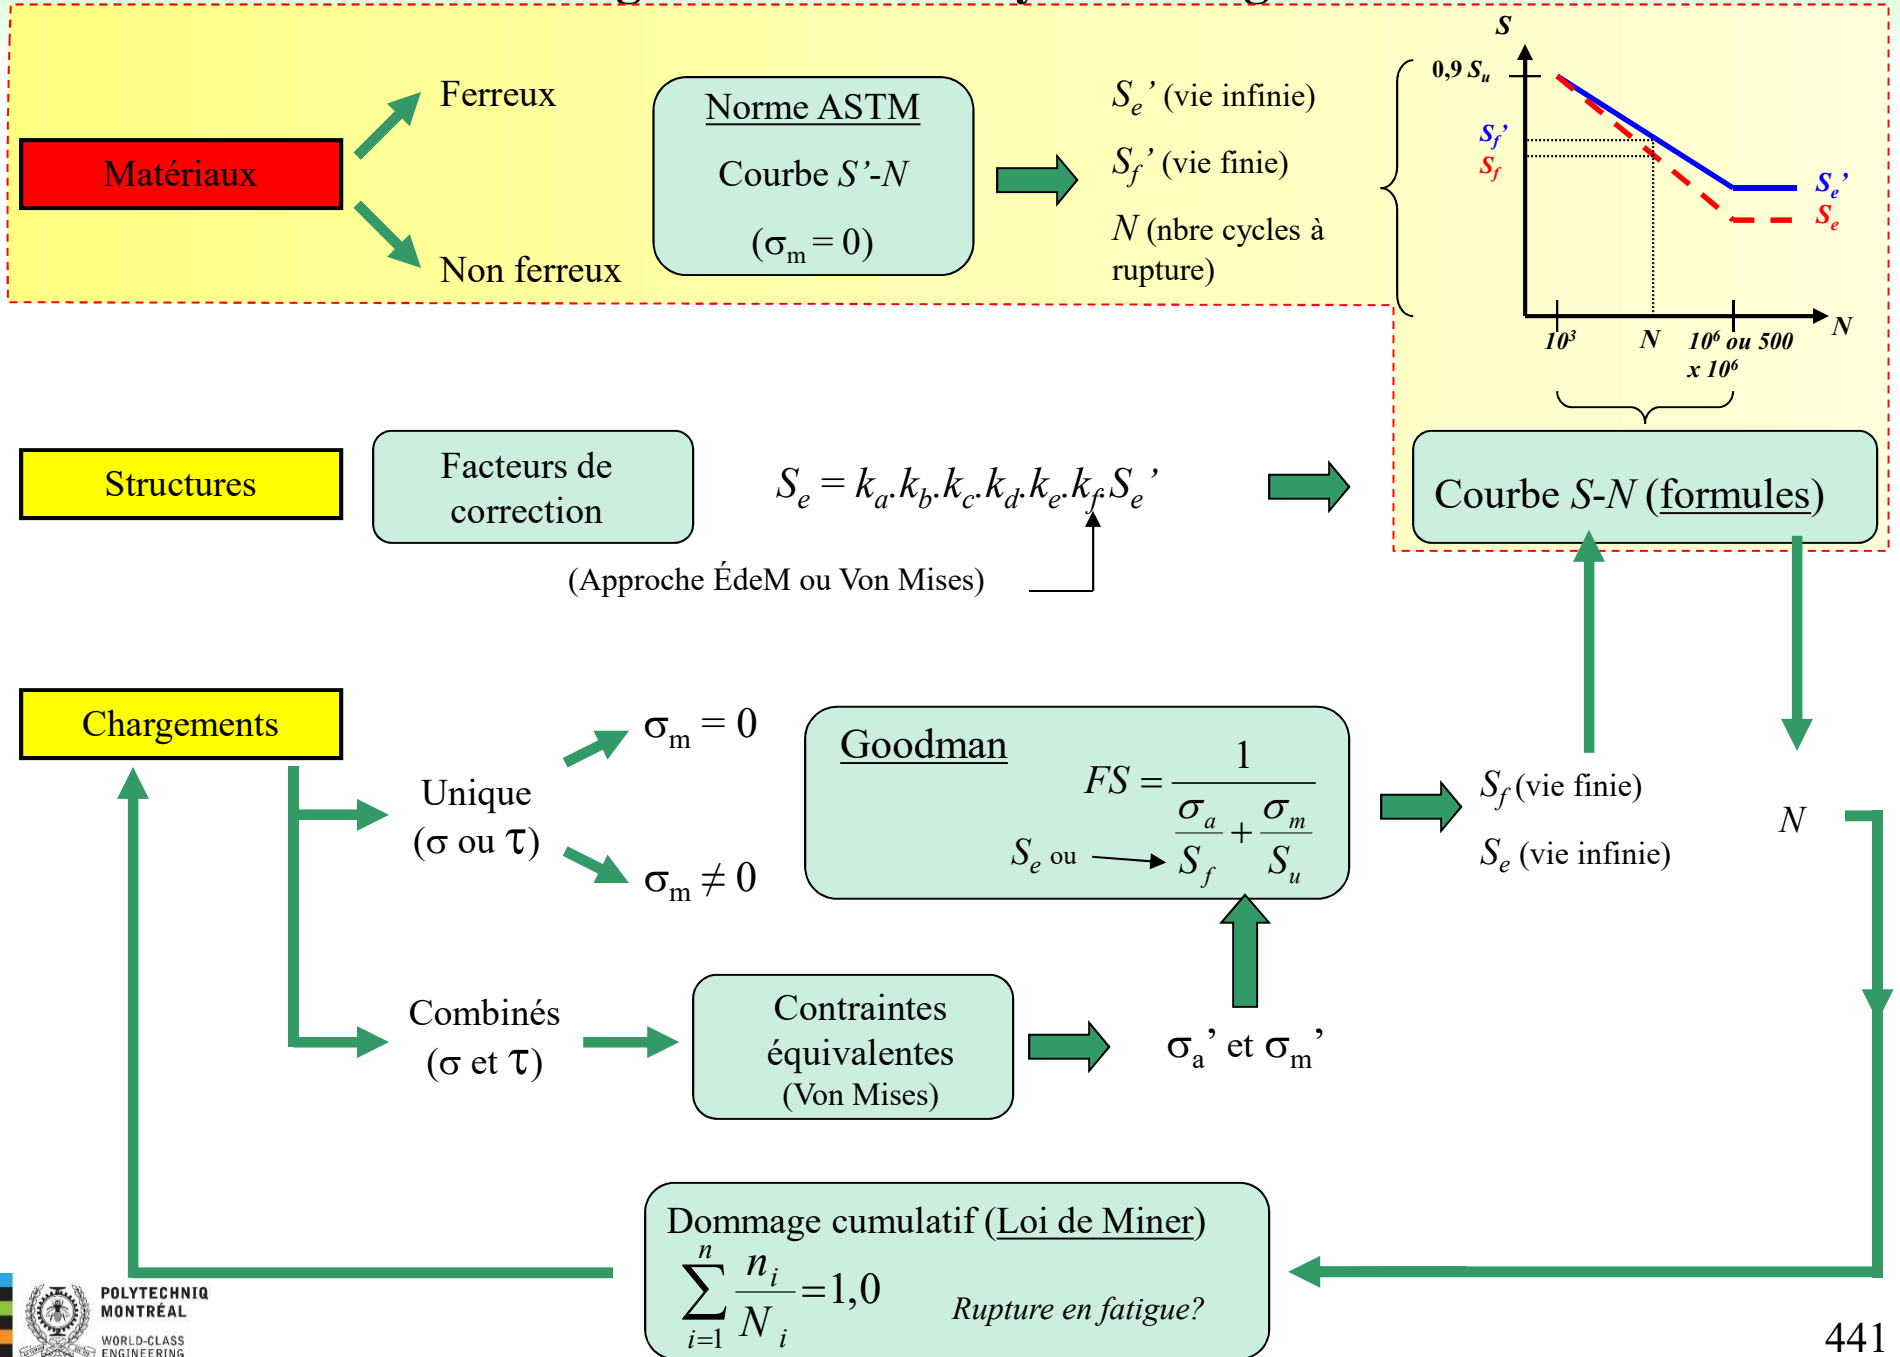 Ferreux
Matériaux
Non ferreux
Norme ASTM
Courbe S’-N
(σm = 0)
Se’ (vie infinie)
Sf’ (vie finie)
N (nbre cycles à
rupture)
S
0,9 Su
Sf’
Sf
Se’
Se
10³ N 10⁶ ou 500
x 10⁶
N
Structures
Facteurs de
correction
Se = ka.kb.kc.kd.ke.kf.Se’
(Approche ÉdeM ou Von Mises)
Courbe S-N (formules)
Chargements
Unique
(σ ou τ)
σm = 0
σm ≠ 0
Goodman
FS = 1 / (σa/Sf + σm/Su)
Se ou
Sf (vie finie)
Se (vie infinie)
N
Combinés
(σ et τ)
Contraintes
équivalentes
(Von Mises)
σa’ et σm’
Dommage cumulatif (Loi de Miner)
∑ i=1 n ni/Ni = 1,0
Rupture en fatigue?
POLYTECHNIQ
MONTRÉAL
WORLD-CLASS
ENGINEERING
441